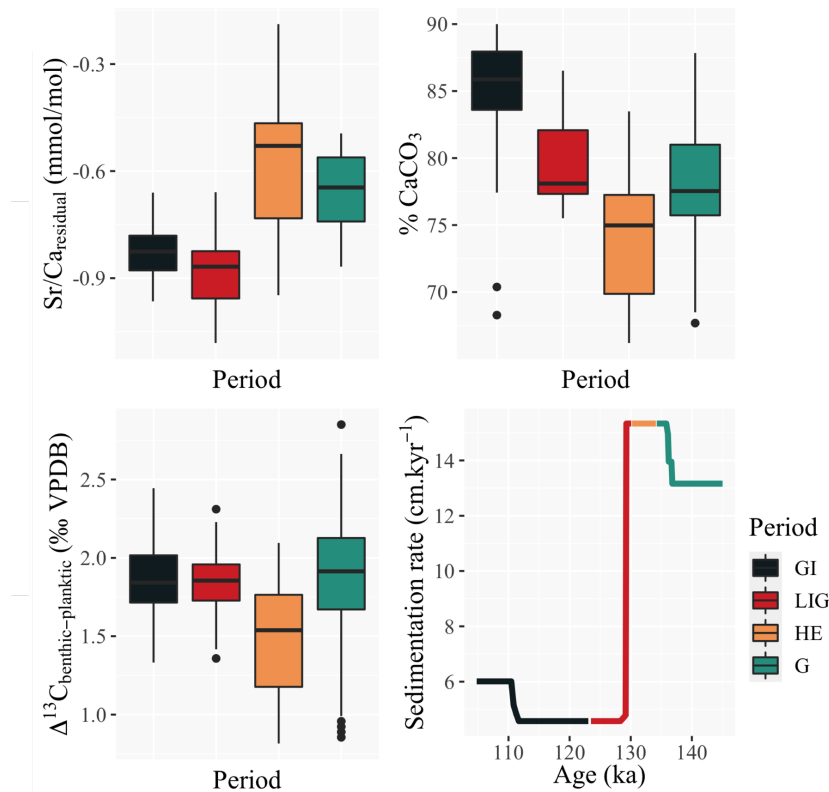 Sr/Ca_residual (mmol/mol)
-0.3
-0.6
-0.9
Period
% CaCO₃
90
85
80
75
70
Period
Δ¹³C_benthic−planktic (‰ VPDB)
2.5
2.0
1.5
1.0
Period
Sedimentation rate (cm.kyr⁻¹)
14
12
10
8
6
110 120 130 140
Age (ka)
Period
GI
LIG
HE
G